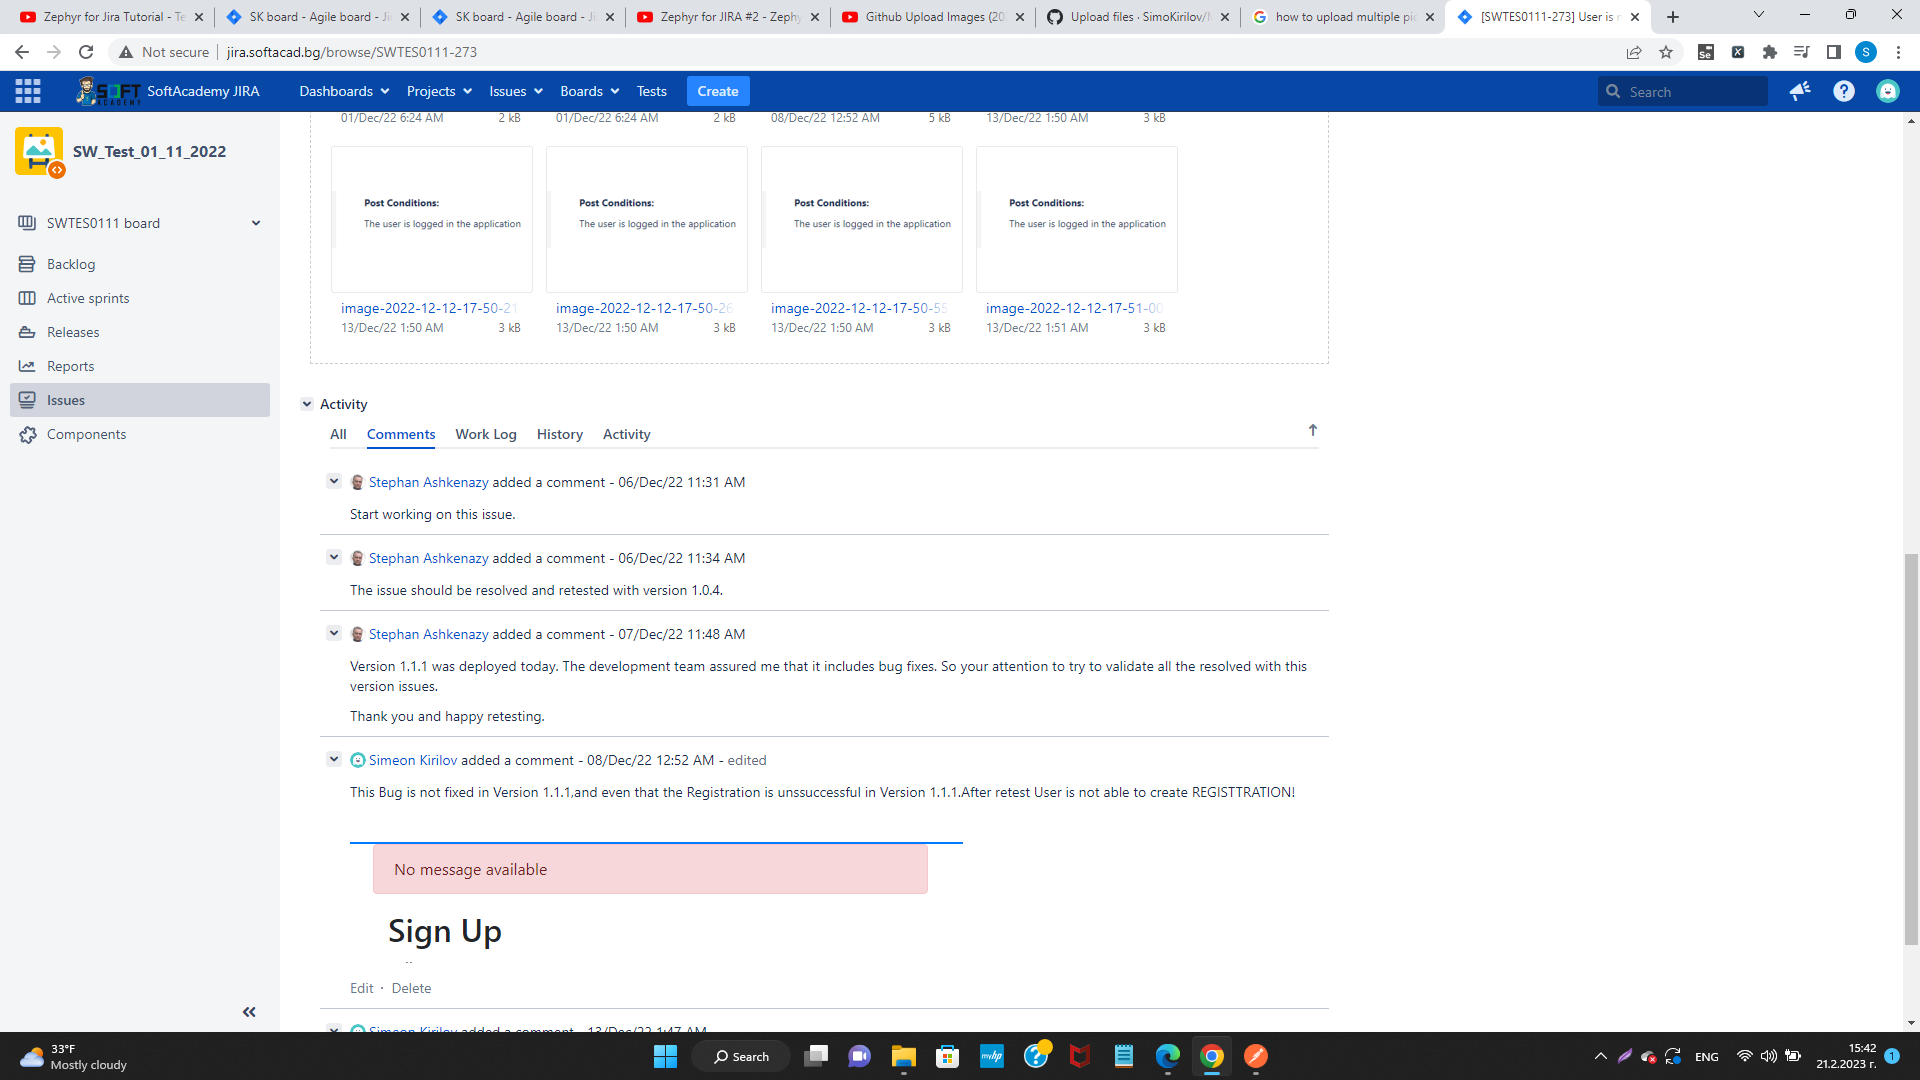 Zephyr for Jira Tutorial - Te
SK board - Agile board - Ji
SK board - Agile board - Ji
Zephyr for JIRA #2 - Zephy
Github Upload Images (20
Upload files · SimoKirilov/
how to upload multiple pi
[SWTES0111-273] User is
Not secure
jira.softacad.bg/browse/SWTES0111-273
SOFT ACADEMY
SoftAcademy JIRA
Dashboards
Projects
Issues
Boards
Tests
Create
Search
SW_Test_01_11_2022
SWTES0111 board
Backlog
Active sprints
Releases
Reports
Issues
Components
01/Dec/22 6:24 AM 2 kB
01/Dec/22 6:24 AM 2 kB
08/Dec/22 12:52 AM 5 kB
13/Dec/22 1:50 AM 3 kB
Post Conditions:
The user is logged in the application
Post Conditions:
The user is logged in the application
Post Conditions:
The user is logged in the application
Post Conditions:
The user is logged in the application
image-2022-12-12-17-50-21
13/Dec/22 1:50 AM 3 kB
image-2022-12-12-17-50-26
13/Dec/22 1:50 AM 3 kB
image-2022-12-12-17-50-55
13/Dec/22 1:50 AM 3 kB
image-2022-12-12-17-51-00
13/Dec/22 1:51 AM 3 kB
Activity
All Comments Work Log History Activity
Stephan Ashkenazy added a comment - 06/Dec/22 11:31 AM
Start working on this issue.
Stephan Ashkenazy added a comment - 06/Dec/22 11:34 AM
The issue should be resolved and retested with version 1.0.4.
Stephan Ashkenazy added a comment - 07/Dec/22 11:48 AM
Version 1.1.1 was deployed today. The development team assured me that it includes bug fixes. So your attention to try to validate all the resolved with this
version issues.
Thank you and happy retesting.
Simeon Kirilov added a comment - 08/Dec/22 12:52 AM - edited
This Bug is not fixed in Version 1.1.1,and even that the Registration is unssuccessful in Version 1.1.1.After retest User is not able to create REGISTTRATION!
No message available
Sign Up
Edit · Delete
Simeon Kirilov added a comment - 13/Dec/22 1:47 AM
33°F
Mostly cloudy
Search
ENG
15:42
21.2.2023 г.
1